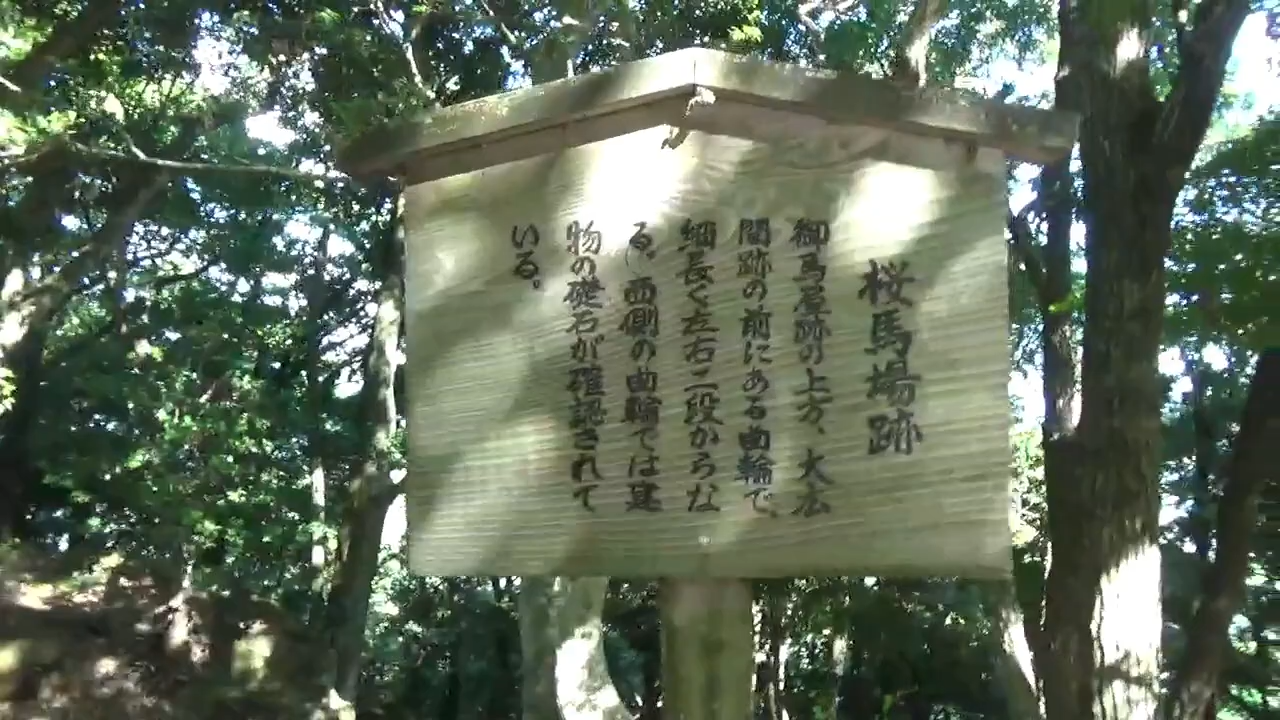 桜馬場跡
御馬屋跡の上方、大広
間跡の前にある曲輪で、
細長く左右二段からな
る。西側の曲輪では建
物の礎石が確認されて
いる。